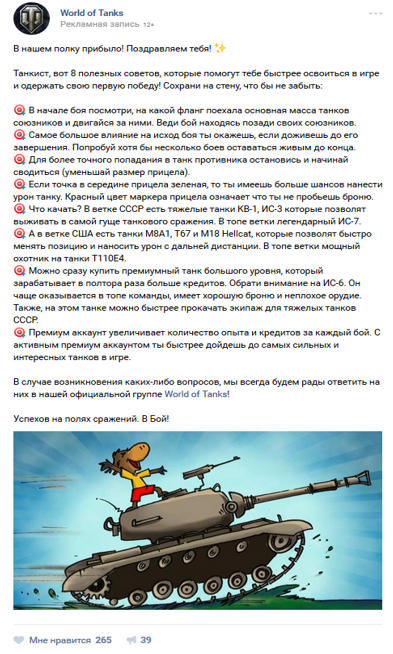 World of Tanks
Рекламная запись 12+
В нашем полку прибыло! Поздравляем тебя! ✨
Танкист, вот 8 полезных советов, которые помогут тебе быстрее освоиться в игре
и одержать свою первую победу! Сохрани на стену, что бы не забыть:
🎯 В начале боя посмотри, на какой фланг поехала основная масса танков
союзников и двигайся за ними. Веди бой находясь позади своих союзников.
🎯 Самое большое влияние на исход боя ты окажешь, если доживешь до его
завершения. Попробуй хотя бы несколько боев оставаться живым до конца.
🎯 Для более точного попадания в танк противника остановись и начинай
сводиться (уменьшай размер прицела).
🎯 Если точка в середине прицела зеленая, то ты имеешь больше шансов нанести
урон танку. Красный цвет маркера прицела означает что ты не пробьешь броню.
🎯 Что качать? В ветке СССР есть тяжелые танки КВ-1, ИС-3 которые позволят
выживать в самой гуще танкового сражения. В топе ветки легендарный ИС-7.
🎯 А в ветке США есть танки M8A1, T67 и M18 Hellcat, которые позволят быстро
менять позицию и наносить урон с дальней дистанции. В топе ветки мощный
охотник на танки T110E4.
🎯 Можно сразу купить премиумный танк большого уровня, который
зарабатывает в полтора раза больше кредитов. Обрати внимание на ИС-6. Он
чаще оказывается в топе команды, имеет хорошую броню и неплохое орудие.
Также, на этом танке можно быстрее прокачать экипаж для тяжелых танков
СССР.
🎯 Премиум аккаунт увеличивает количество опыта и кредитов за каждый бой. С
активным премиум аккаунтом ты быстрее дойдешь до самых сильных и
интересных танков в игре.
В случае возникновения каких-либо вопросов, мы всегда будем рады ответить на
них в нашей официальной группе World of Tanks!
Успехов на полях сражений. В Бой!
Мне нравится 265 39